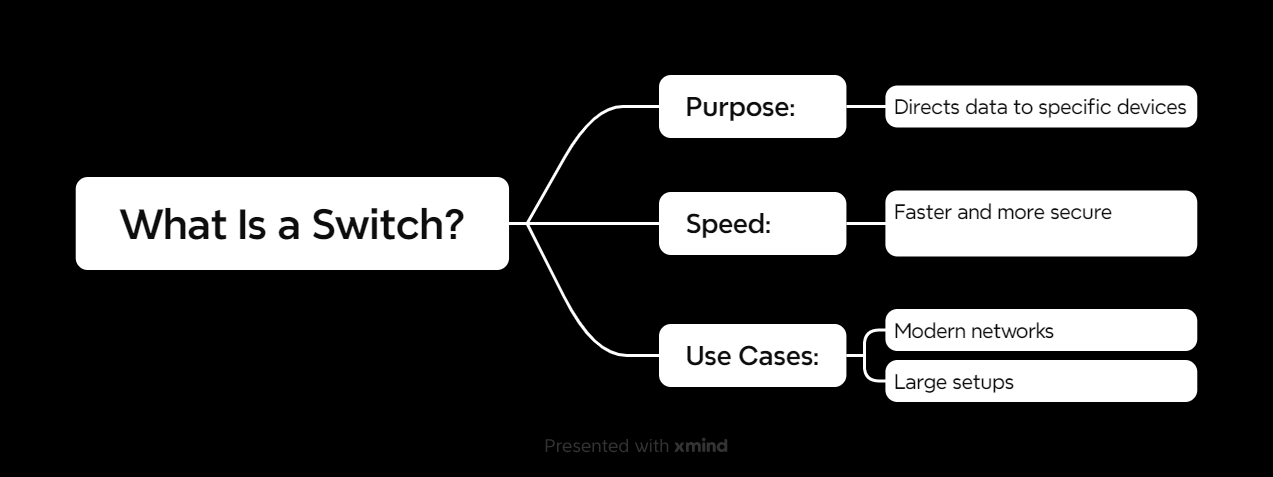 What Is a Switch?
Purpose:
Directs data to specific devices
Speed:
Faster and more secure
Use Cases:
Modern networks
Large setups
Presented with xmind